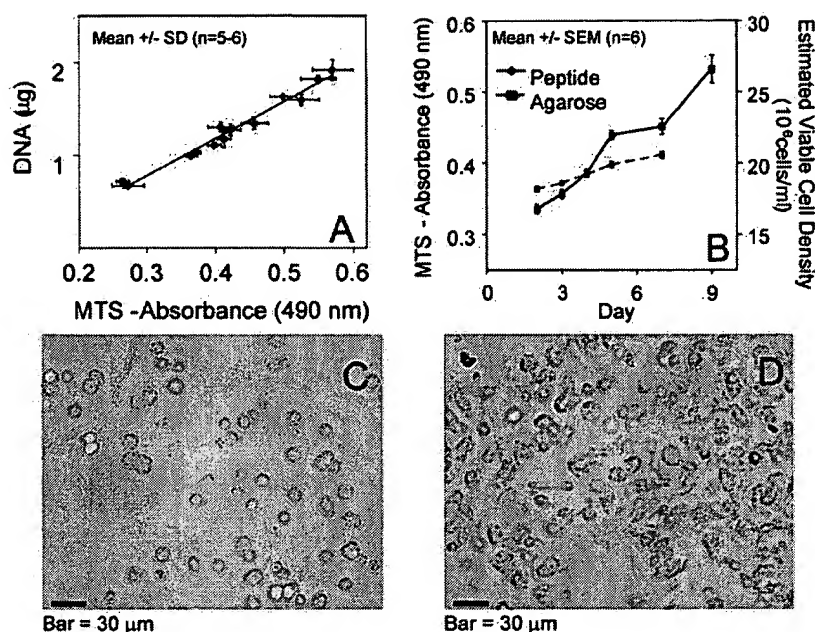 Mean +/- SD (n=5-6)
DNA (µg)
2
1
0.2 0.3 0.4 0.5 0.6
MTS -Absorbance (490 nm)
A
Mean +/- SEM (n=6)
Peptide
Agarose
MTS - Absorbance (490 nm)
0.6
0.5
0.4
0.3
30
25
20
15
Estimated Viable Cell Density
(10⁶cells/ml)
0 3 6 9
Day
B
C
Bar = 30 µm
D
Bar = 30 µm